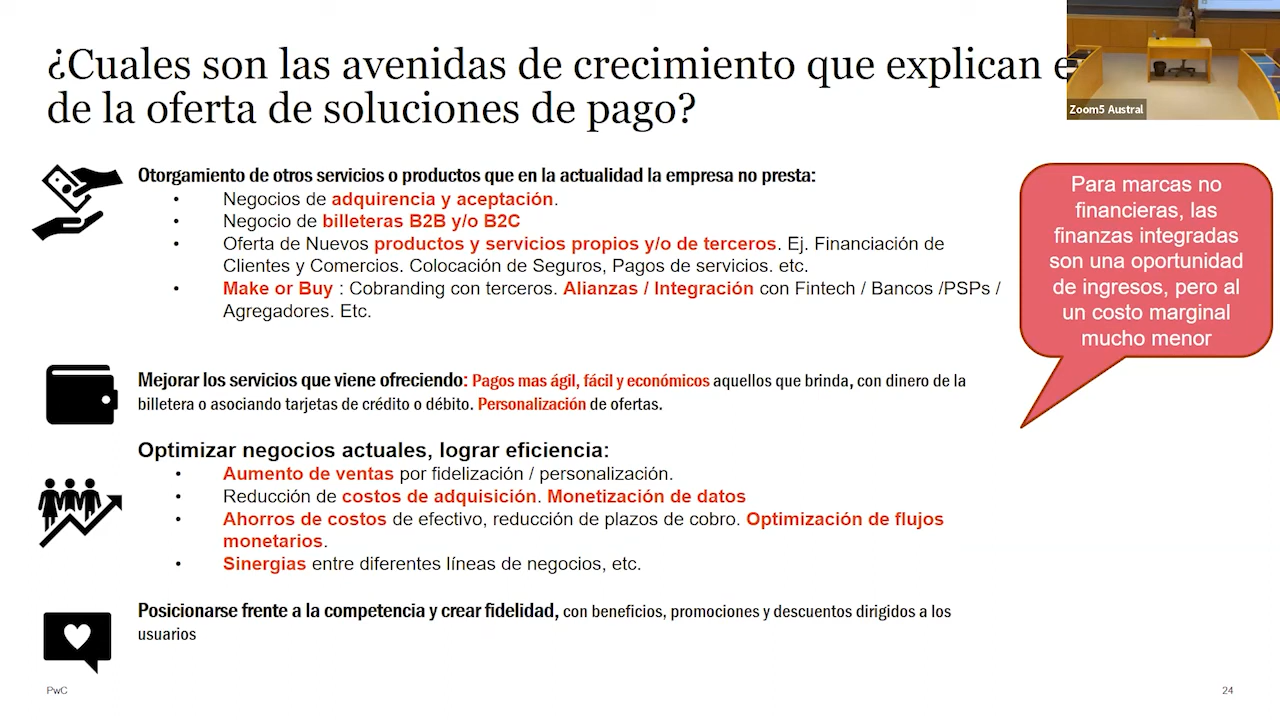 ¿Cuales son las avenidas de crecimiento que explican
de la oferta de soluciones de pago?
Zoom5 Austral
Otorgamiento de otros servicios o productos que en la actualidad la empresa no presta:
• Negocios de adquirencia y aceptación.
• Negocio de billeteras B2B y/o B2C
• Oferta de Nuevos productos y servicios propios y/o de terceros. Ej. Financiación de
Clientes y Comercios. Colocación de Seguros, Pagos de servicios. etc.
• Make or Buy : Cobranding con terceros. Alianzas / Integración con Fintech / Bancos /PSPs /
Agregadores. Etc.
Para marcas no
financieras, las
finanzas integradas
son una oportunidad
de ingresos, pero al
un costo marginal
mucho menor
Mejorar los servicios que viene ofreciendo: Pagos mas ágil, fácil y económicos aquellos que brinda, con dinero de la
billetera o asociando tarjetas de crédito o débito. Personalización de ofertas.
Optimizar negocios actuales, lograr eficiencia:
• Aumento de ventas por fidelización / personalización.
• Reducción de costos de adquisición. Monetización de datos
• Ahorros de costos de efectivo, reducción de plazos de cobro. Optimización de flujos
monetarios.
• Sinergias entre diferentes líneas de negocios, etc.
Posicionarse frente a la competencia y crear fidelidad, con beneficios, promociones y descuentos dirigidos a los
usuarios
PwC
24